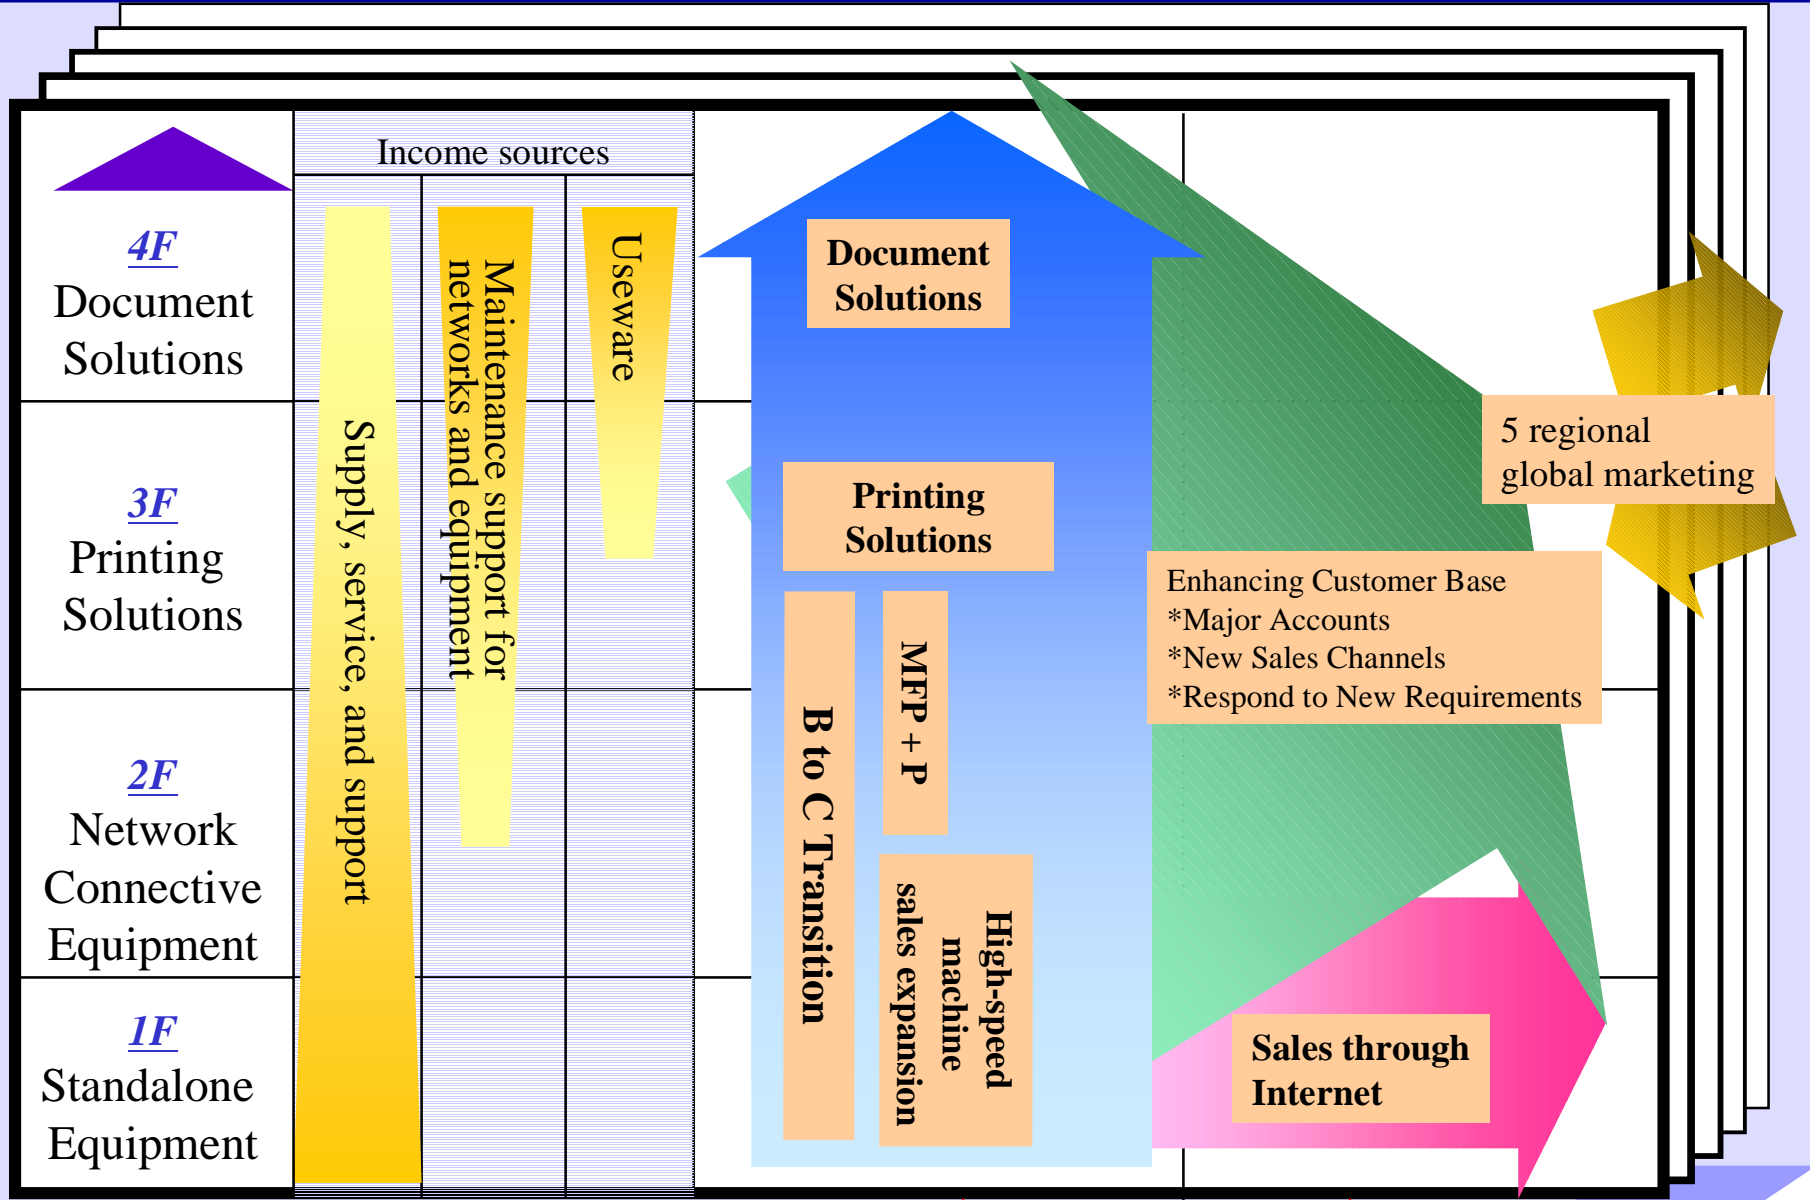 Income sources
4F
Document
Solutions
3F
Printing
Solutions
2F
Network
Connective
Equipment
1F
Standalone
Equipment
Supply, service, and support
Maintenance support for
networks and equipment
Useware
Document
Solutions
Printing
Solutions
B to C Transition
MFP + P
High-speed
machine
sales expansion
5 regional
global marketing
Enhancing Customer Base
*Major Accounts
*New Sales Channels
*Respond to New Requirements
Sales through
Internet